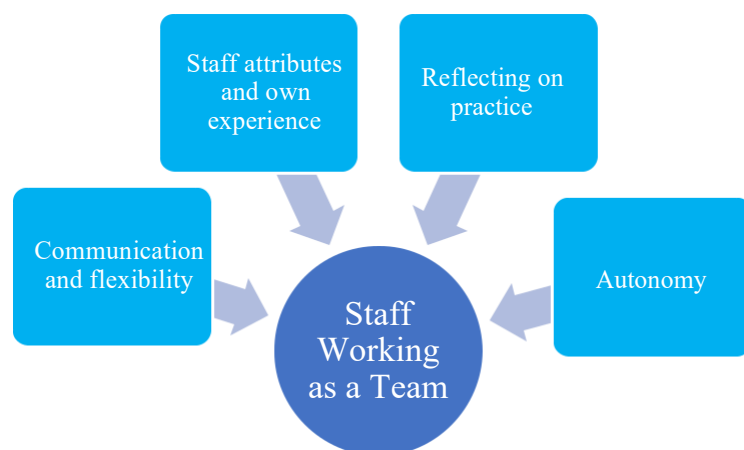 Staff attributes
and own
experience
Reflecting on
practice
Communication
and flexibility
Autonomy
Staff
Working
as a Team